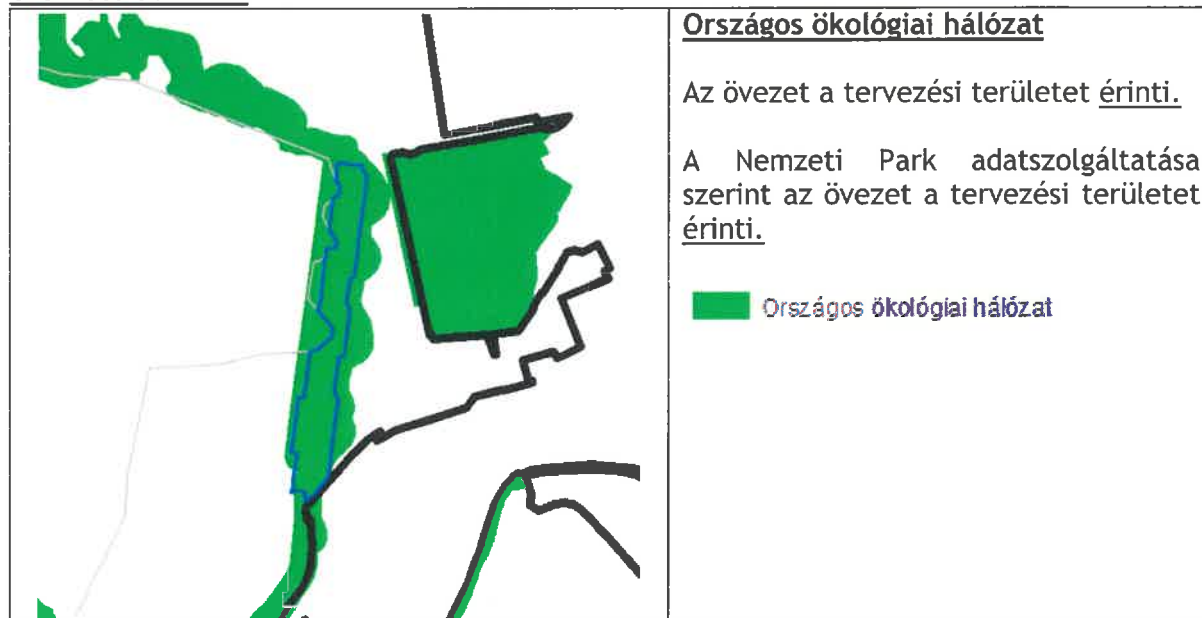 Országos ökológiai hálózat
Az övezet a tervezési területet érinti.
A Nemzeti Park adatszolgáltatása
szerint az övezet a tervezési területet
érinti.
Országos ökológiai hálózat